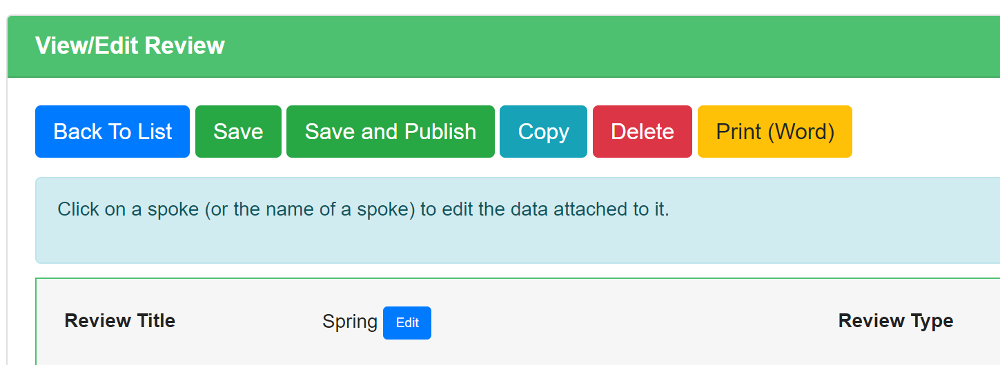 View/Edit Review
Back To List Save Save and Publish Copy Delete Print (Word)
Click on a spoke (or the name of a spoke) to edit the data attached to it.
Review Title Spring Edit Review Type